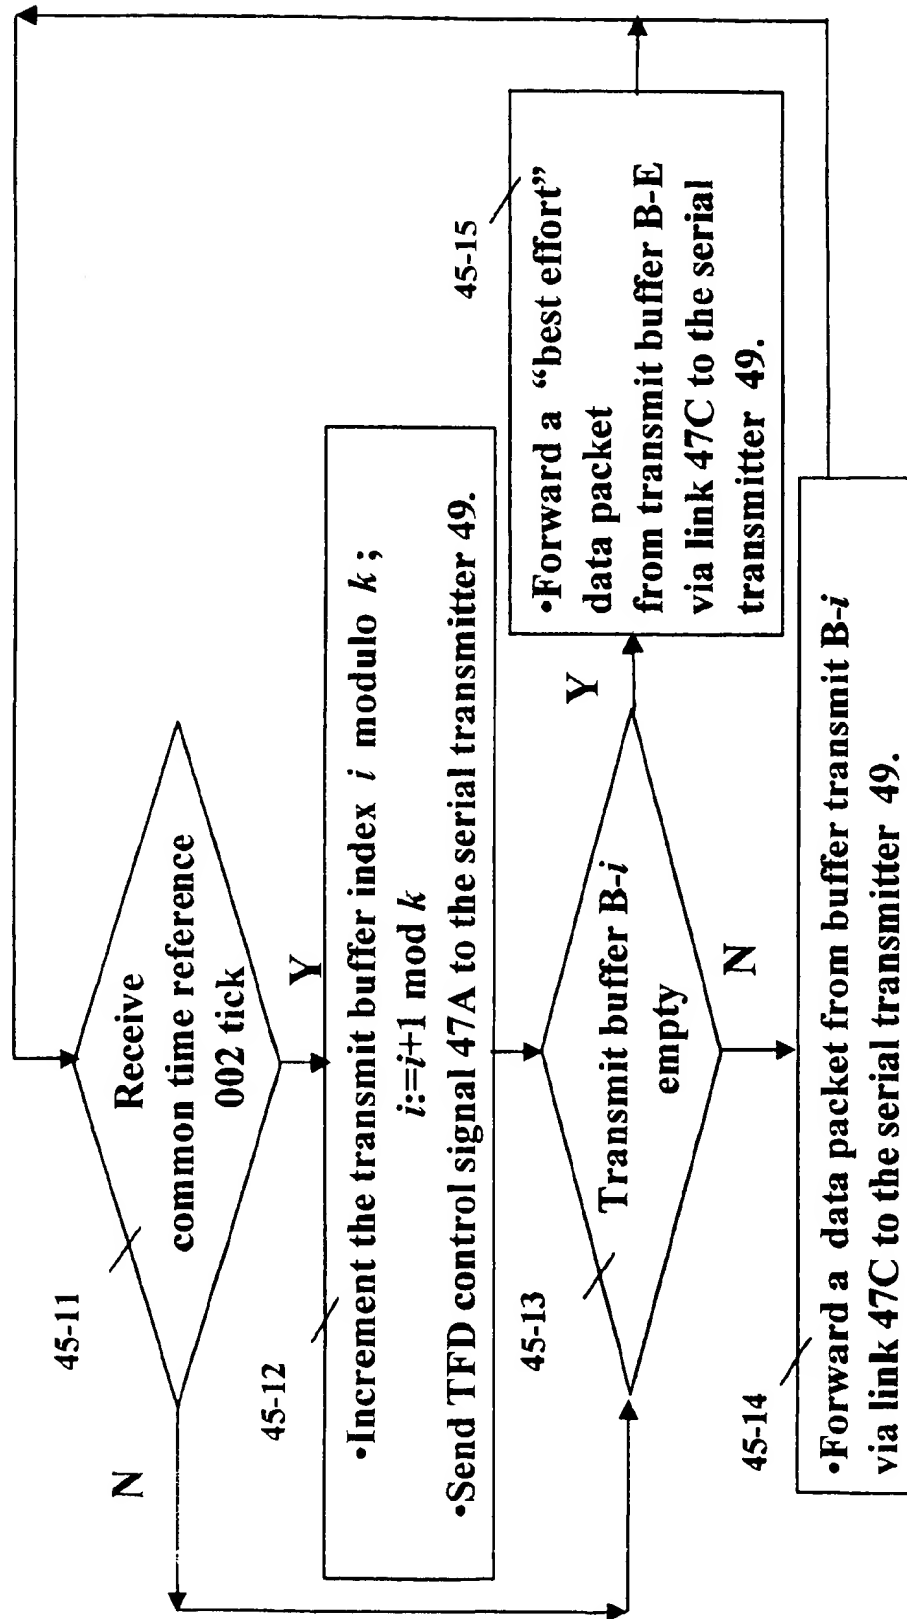 45-11
Receive
common time reference
002 tick
N
Y
45-12
•Increment the transmit buffer index i modulo k;
i:=i+1 mod k
•Send TFD control signal 47A to the serial transmitter 49.
45-13
Transmit buffer B-i
empty
Y
N
45-15
•Forward a “best effort”
data packet
from transmit buffer B-E
via link 47C to the serial
transmitter 49.
45-14
•Forward a data packet from buffer transmit B-i
via link 47C to the serial transmitter 49.